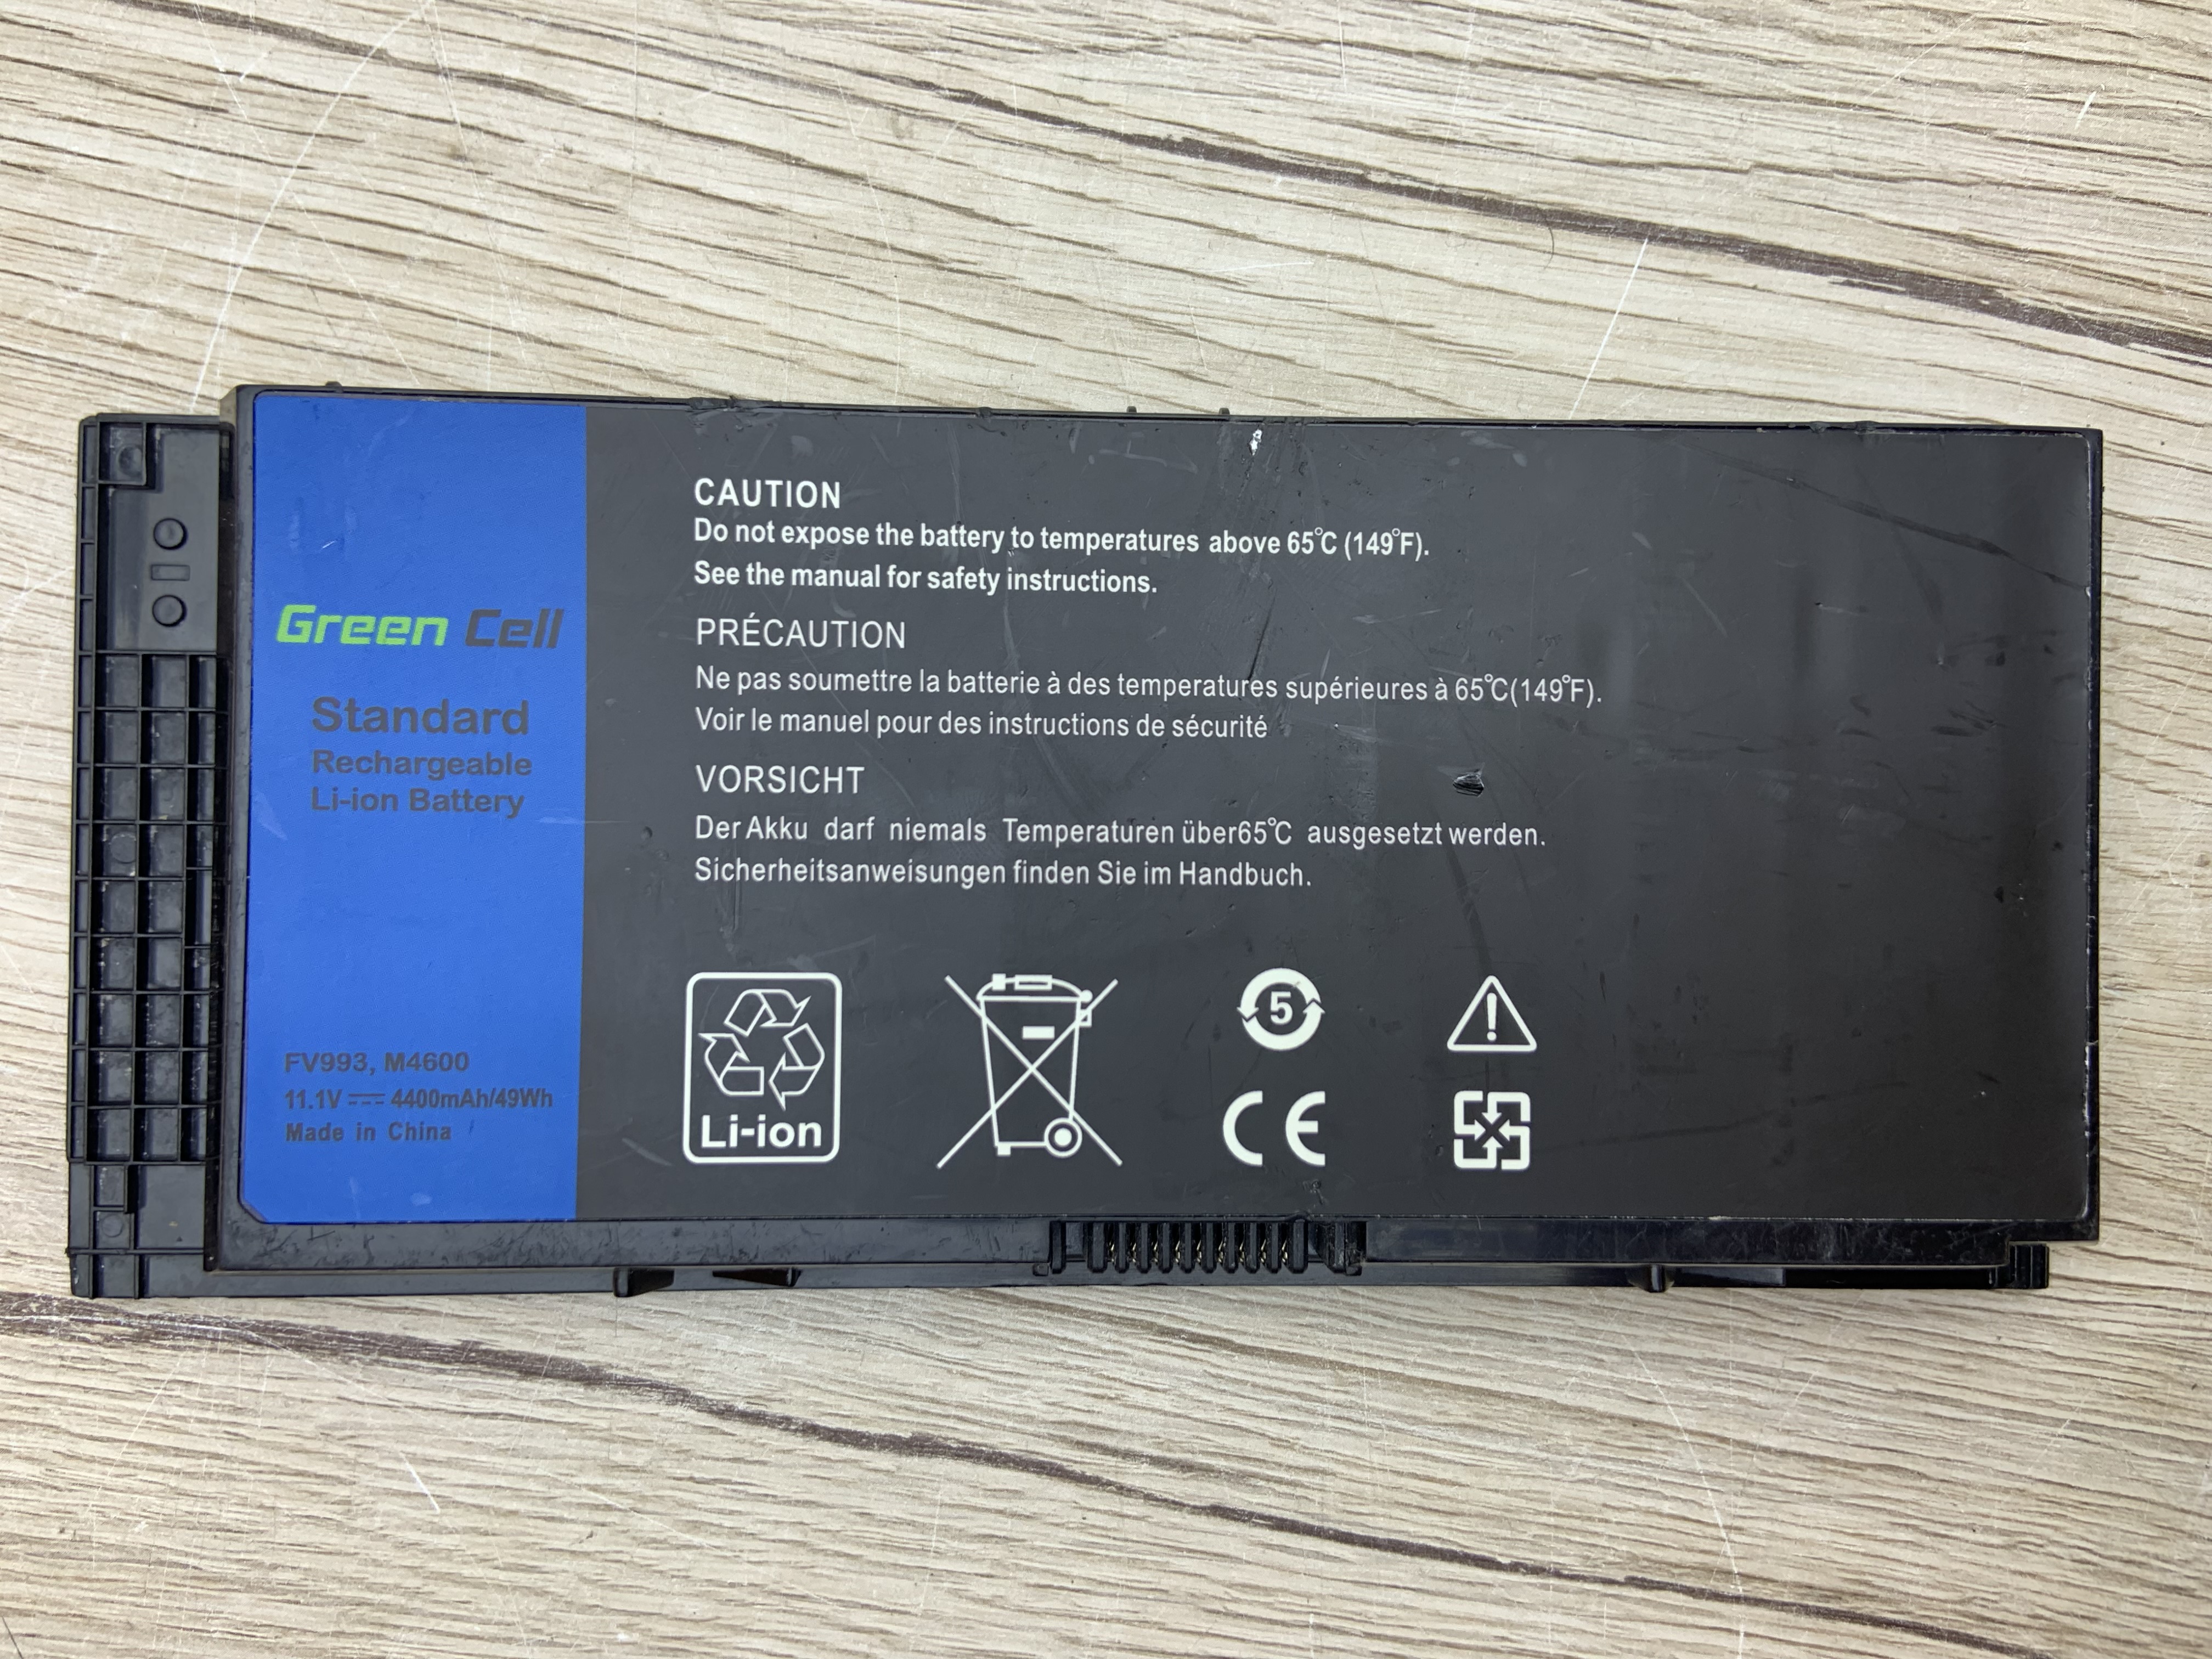 Green Cell
Standard
Rechargeable
Li-ion Battery
FV993, M4600
11.1V 4400mAh/49Wh
Made in China
CAUTION
Do not expose the battery to temperatures above 65℃ (149℉).
See the manual for safety instructions.
PRÉCAUTION
Ne pas soumettre la batterie à des temperatures supérieures à 65℃(149℉).
Voir le manuel pour des instructions de sécurité
VORSICHT
Der Akku darf niemals Temperaturen über65℃ ausgesetzt werden.
Sicherheitsanweisungen finden Sie im Handbuch.
Li-ion
5
CE